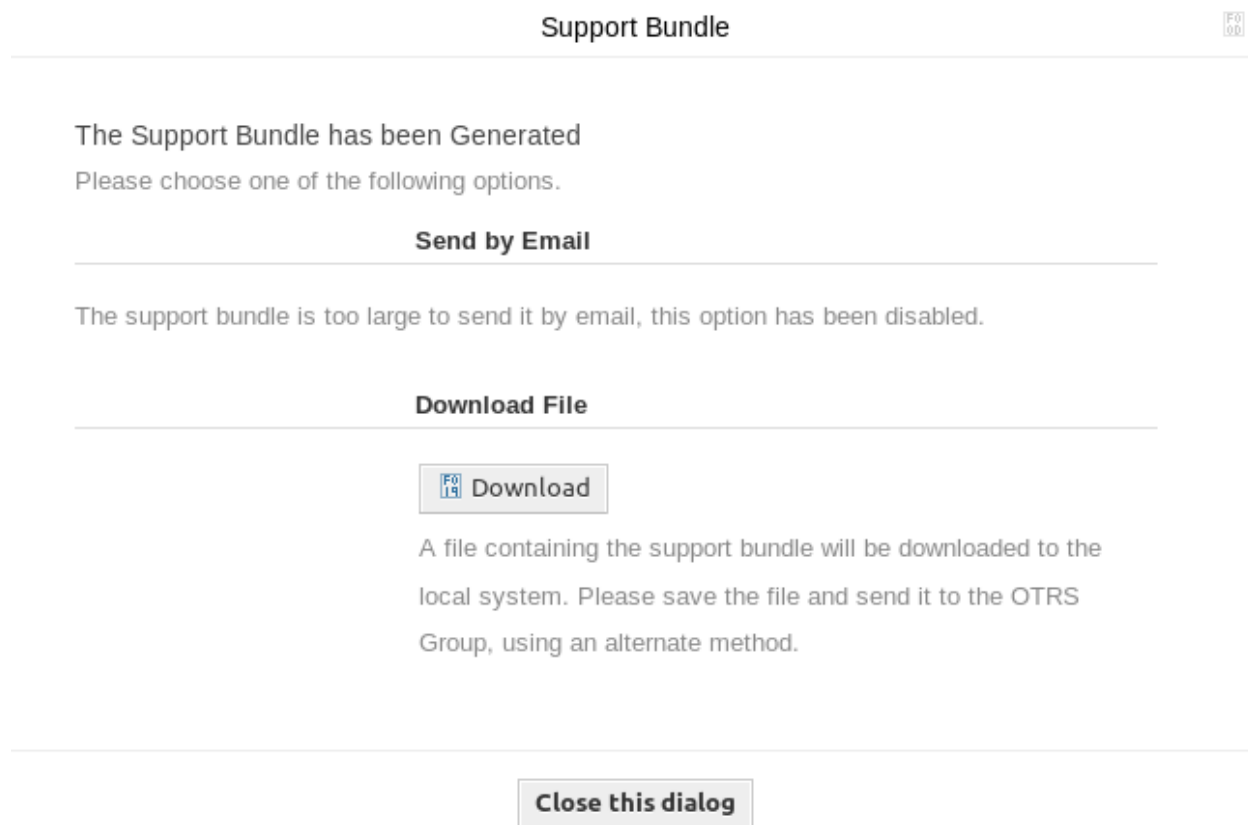 Support Bundle
The Support Bundle has been Generated
Please choose one of the following options.
Send by Email
The support bundle is too large to send it by email, this option has been disabled.
Download File
Download
A file containing the support bundle will be downloaded to the
local system. Please save the file and send it to the OTRS
Group, using an alternate method.
Close this dialog